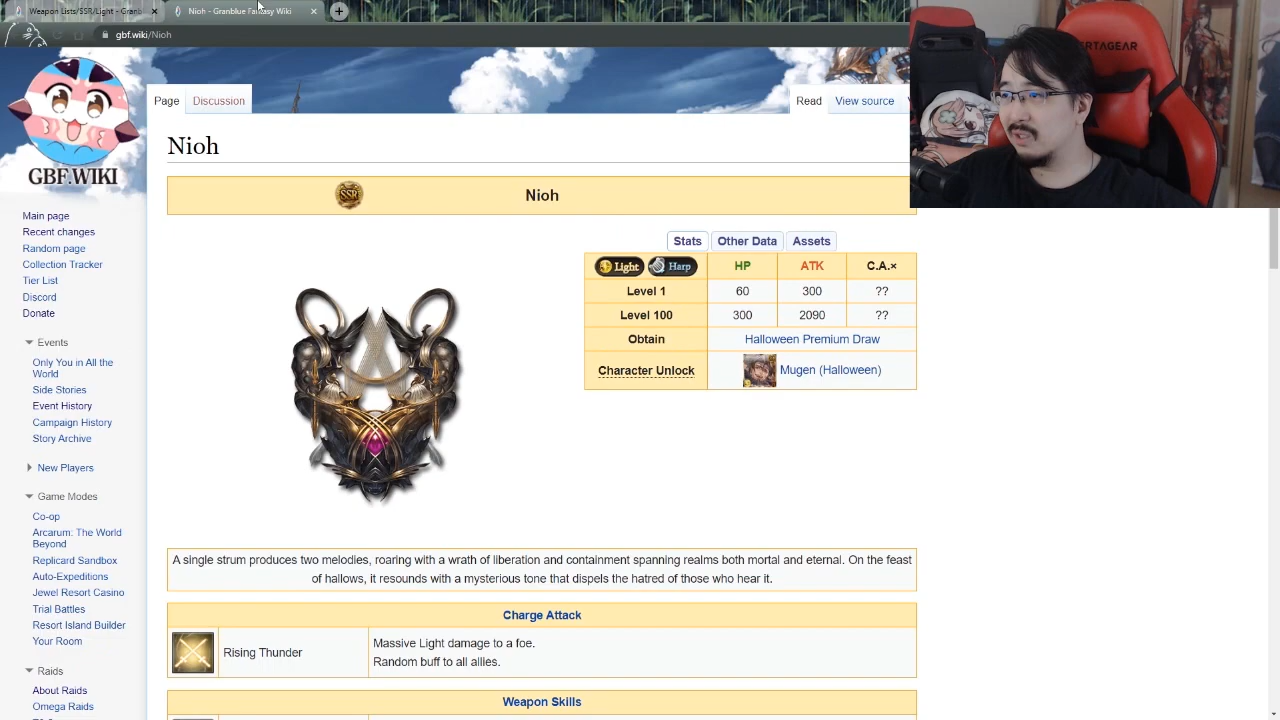 Weapon Lists/SSR/Light - Granb
Nioh - Granblue Fantasy Wiki
gbf.wiki/Nioh
Page
Discussion
Read
View source
ERTAGEAR
GBF.WIKI
Nioh
SSR
Nioh
Main page
Recent changes
Random page
Collection Tracker
Tier List
Discord
Donate
Events
Only You in All the
World
Side Stories
Event History
Campaign History
Story Archive
New Players
Game Modes
Co-op
Arcarum: The World
Beyond
Replicard Sandbox
Auto-Expeditions
Jewel Resort Casino
Trial Battles
Resort Island Builder
Your Room
Raids
About Raids
Omega Raids
Stats
Other Data
Assets
Light Harp HP ATK C.A.×
Level 1 60 300 ??
Level 100 300 2090 ??
Obtain Halloween Premium Draw
Character Unlock Mugen (Halloween)
A single strum produces two melodies, roaring with a wrath of liberation and containment spanning realms both mortal and eternal. On the feast
of hallows, it resounds with a mysterious tone that dispels the hatred of those who hear it.
Charge Attack
Rising Thunder
Massive Light damage to a foe.
Random buff to all allies.
Weapon Skills